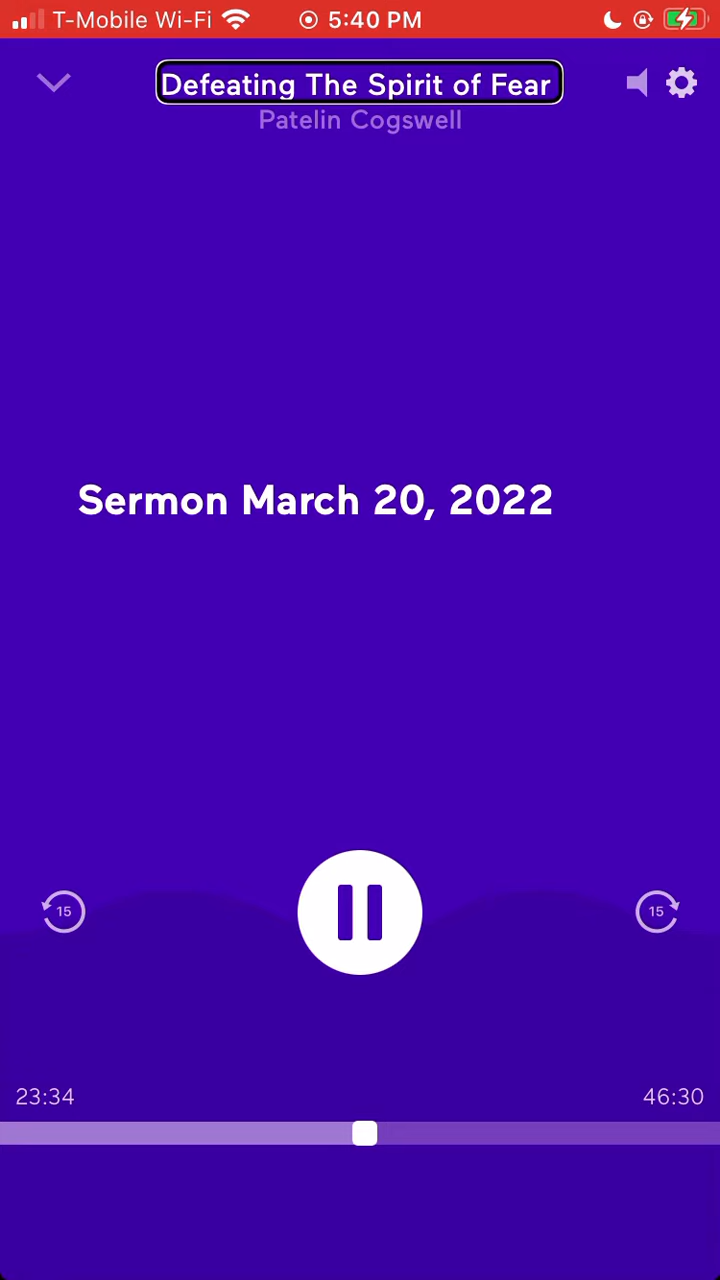 T-Mobile Wi-Fi 5:40 PM
Defeating The Spirit of Fear
Patelin Cogswell
Sermon March 20, 2022
15 15
23:34 46:30